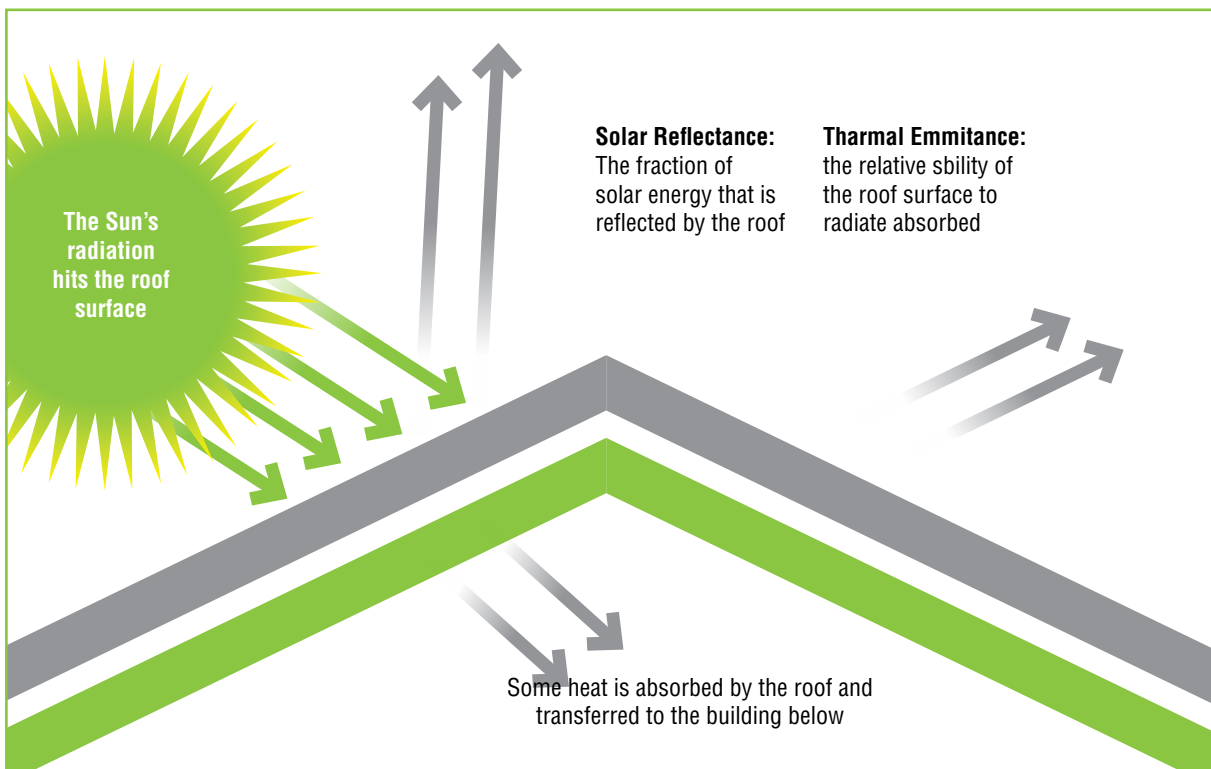 The Sun's
radiation
hits the roof
surface
Solar Reflectance:
The fraction of
solar energy that is
reflected by the roof
Tharmal Emmitance:
the relative sbility of
the roof surface to
radiate absorbed
Some heat is absorbed by the roof and
transferred to the building below